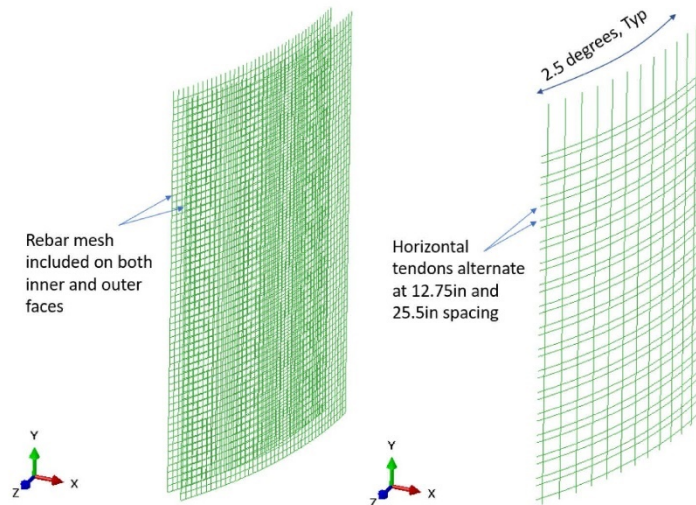 2.5 degrees, Typ
Rebar mesh
included on both
inner and outer
faces
Horizontal
tendons alternate
at 12.75in and
25.5in spacing
Y
Z
X
Y
Z
X